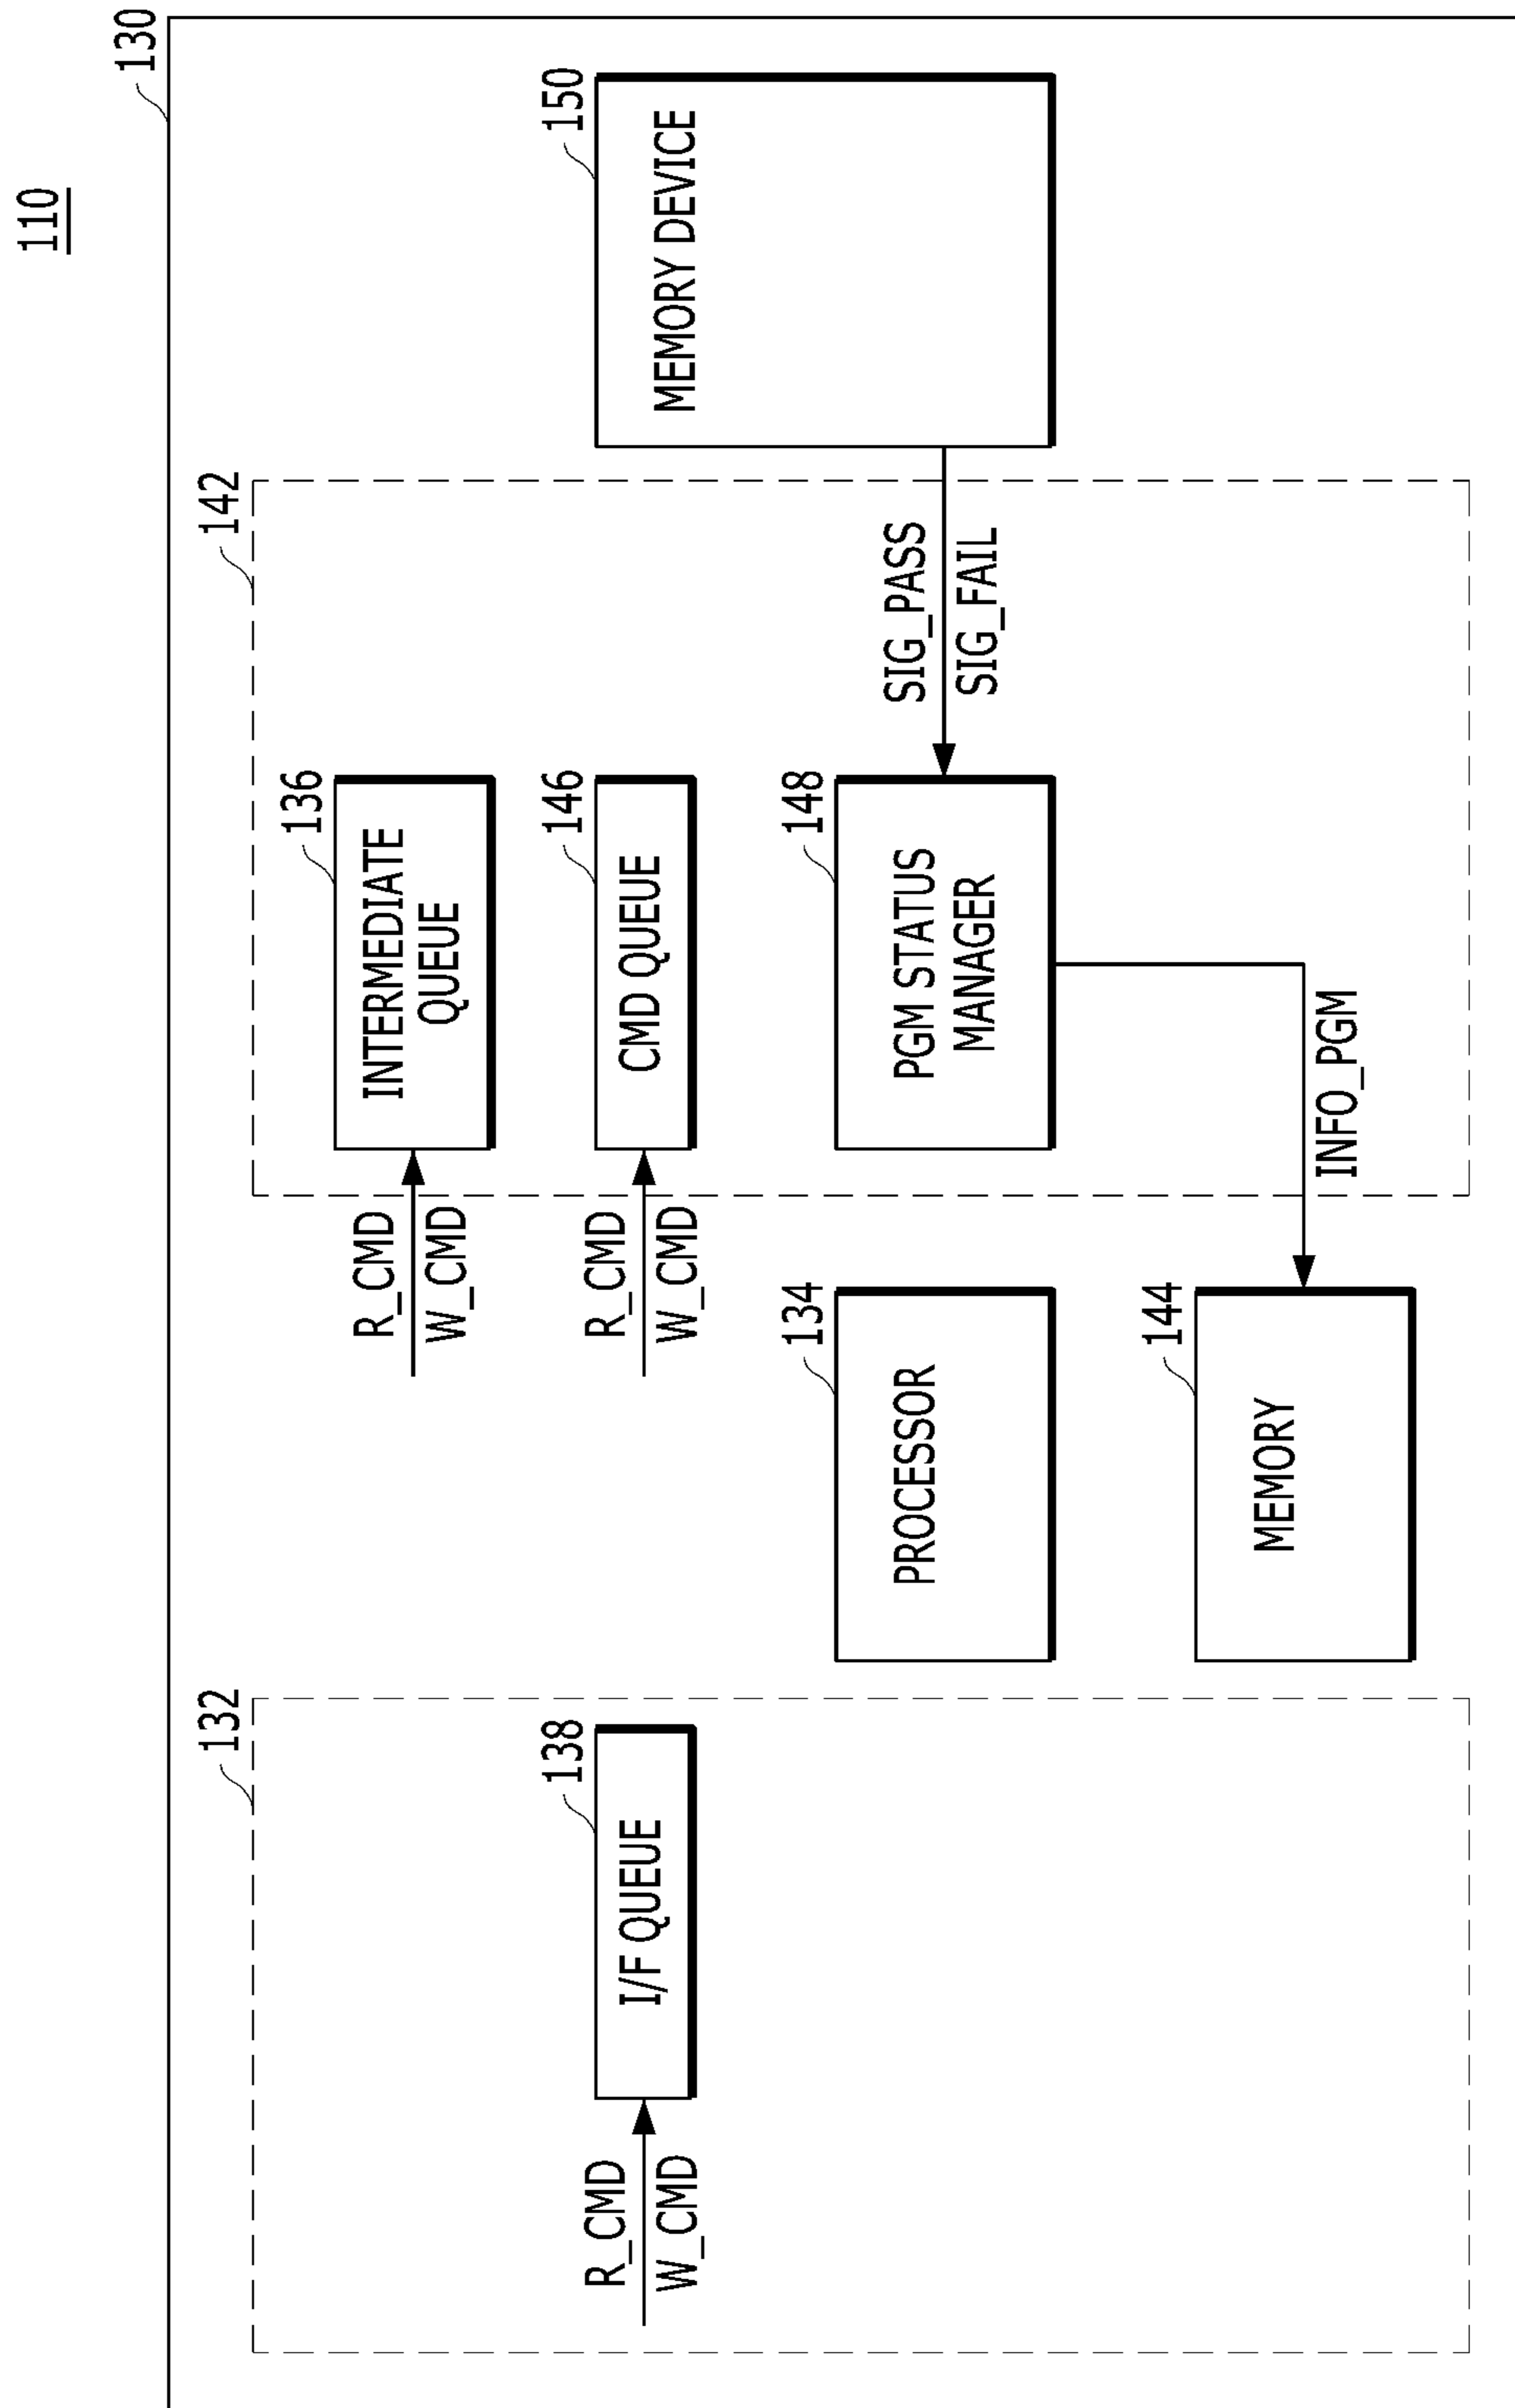 110
130
132
142
138
I/F QUEUE
R_CMD
W_CMD
R_CMD
W_CMD
136
INTERMEDIATE
QUEUE
R_CMD
W_CMD
146
CMD QUEUE
150
MEMORY DEVICE
134
PROCESSOR
148
PGM STATUS
MANAGER
SIG_PASS
SIG_FAIL
144
MEMORY
INFO_PGM